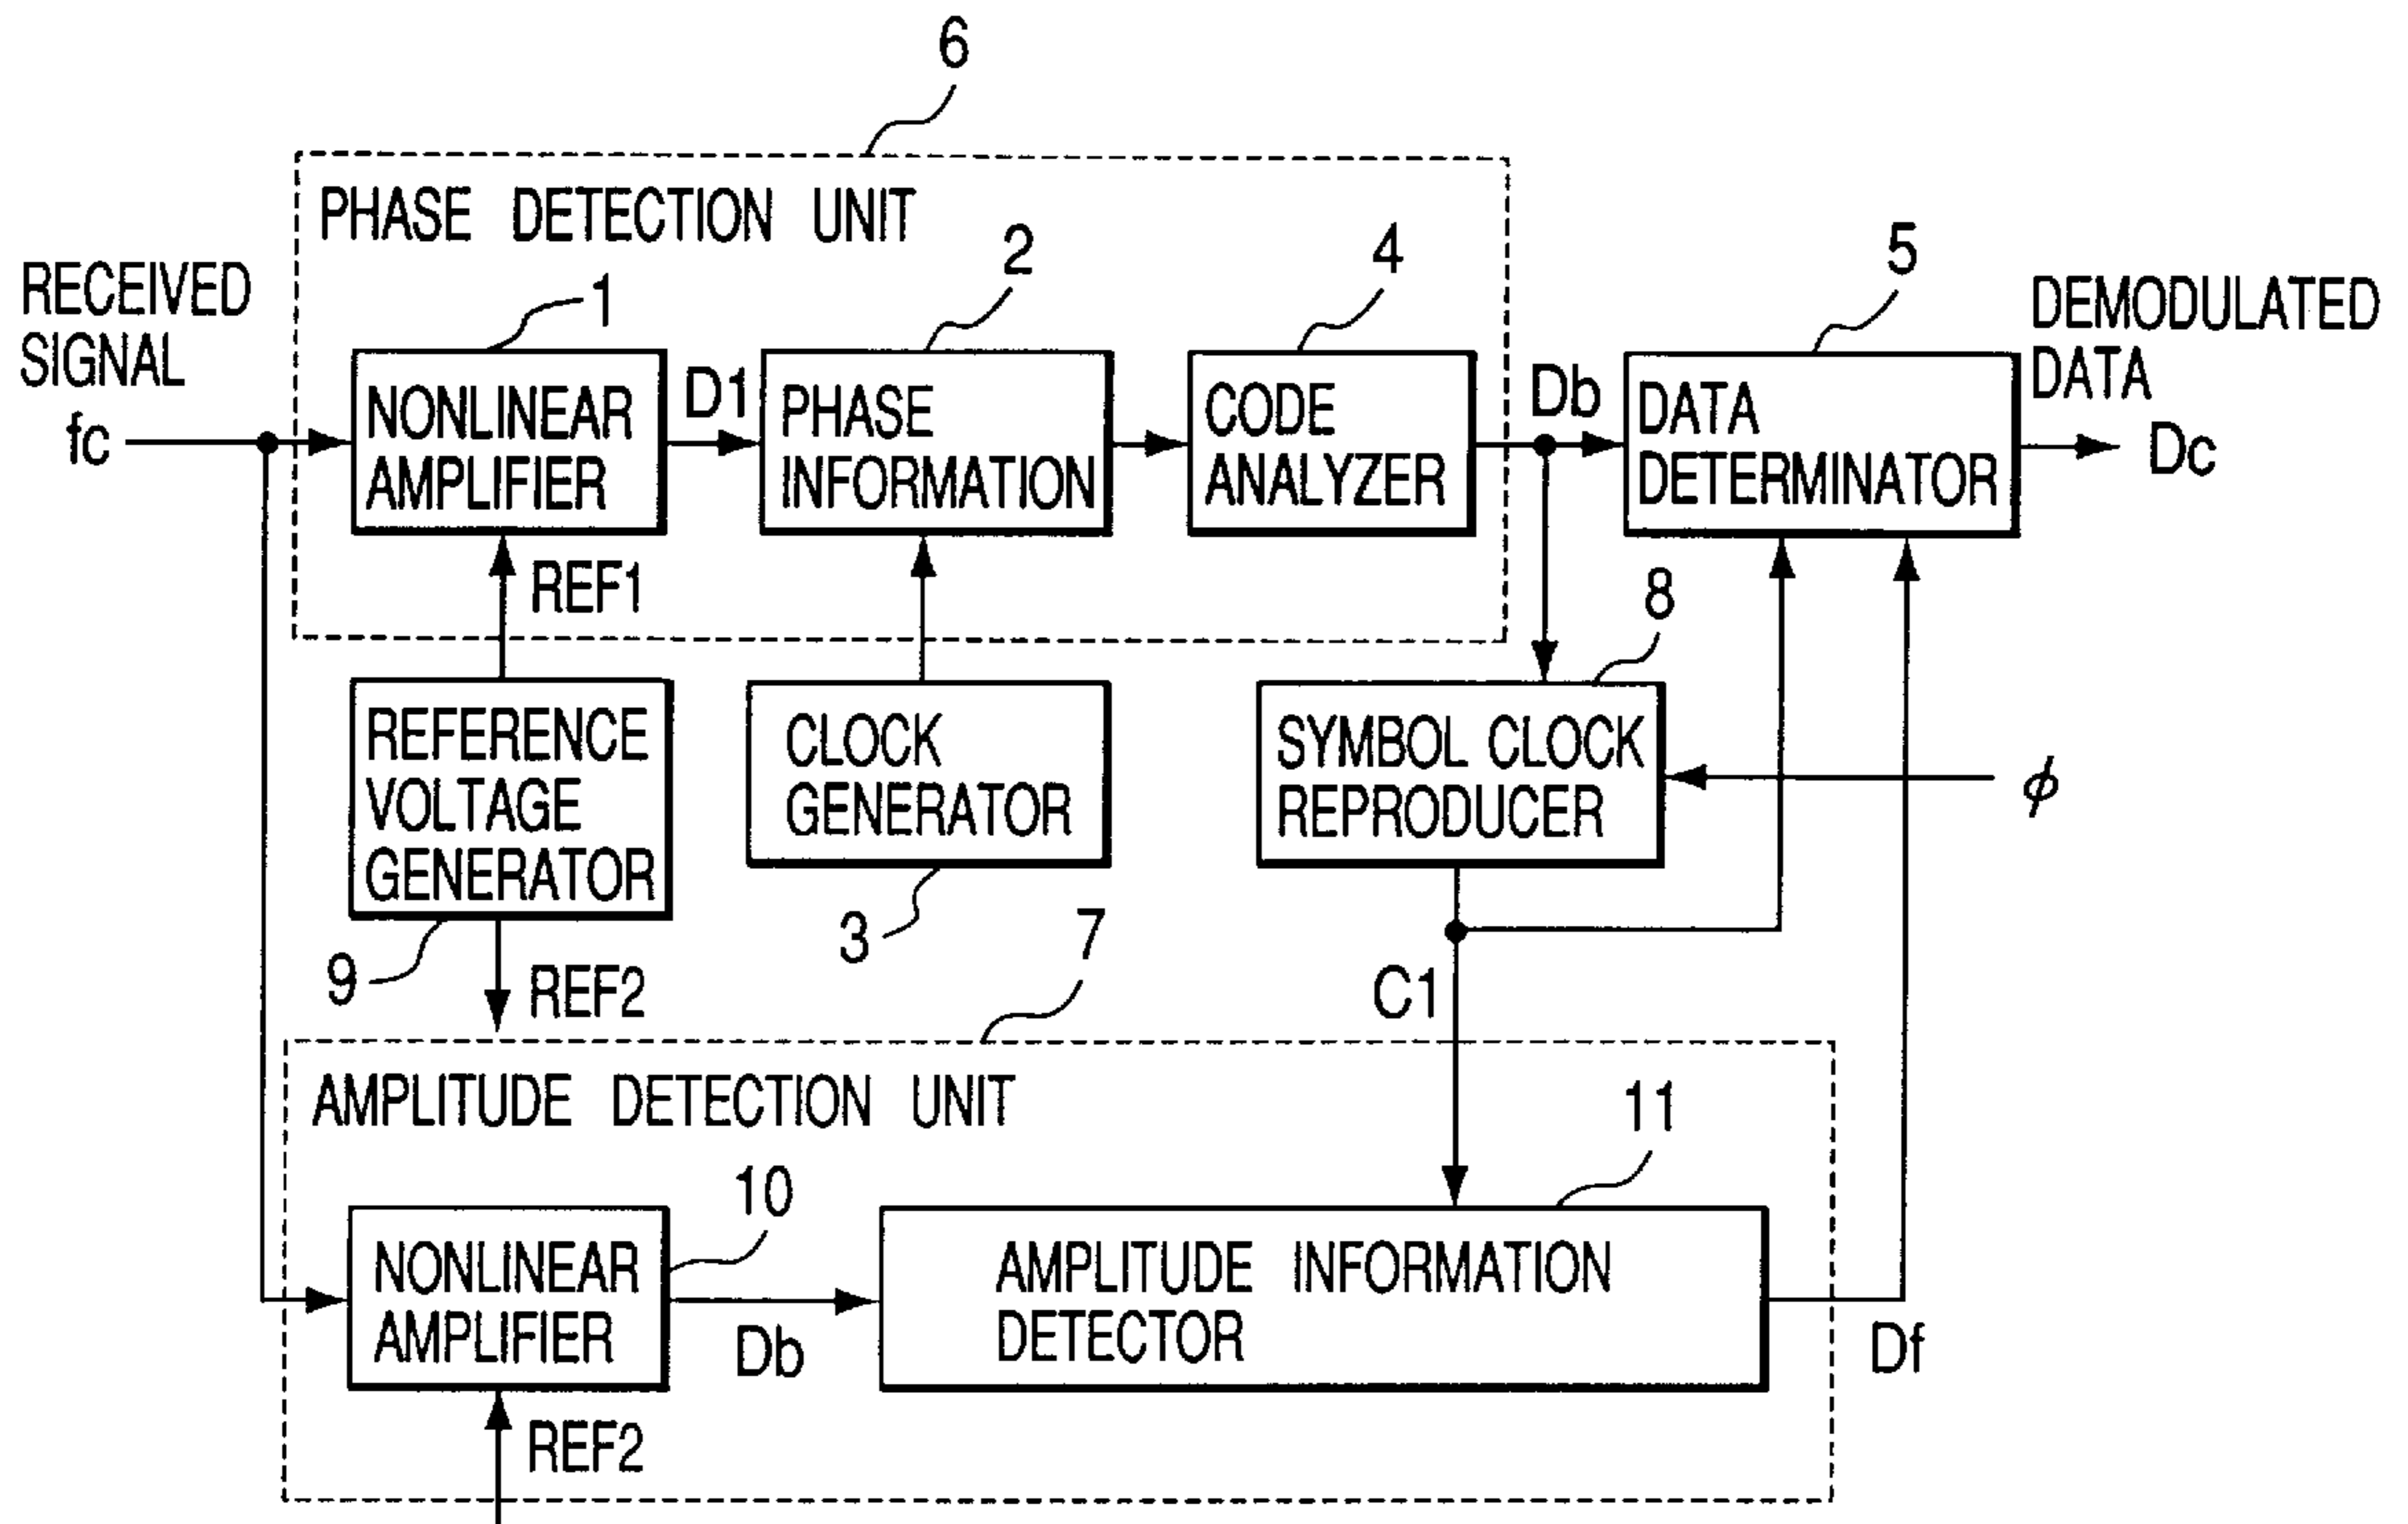 6
PHASE DETECTION UNIT
RECEIVED
SIGNAL
fc
1
2
4
5
DEMODULATED
DATA
Dc
NONLINEAR
AMPLIFIER
D1
PHASE
INFORMATION
CODE
ANALYZER
Db
DATA
DETERMINATOR
REF1
8
REFERENCE
VOLTAGE
GENERATOR
CLOCK
GENERATOR
SYMBOL CLOCK
REPRODUCER
ϕ
9
3
7
REF2
C1
AMPLITUDE DETECTION UNIT
10
11
NONLINEAR
AMPLIFIER
Db
AMPLITUDE INFORMATION
DETECTOR
Df
REF2